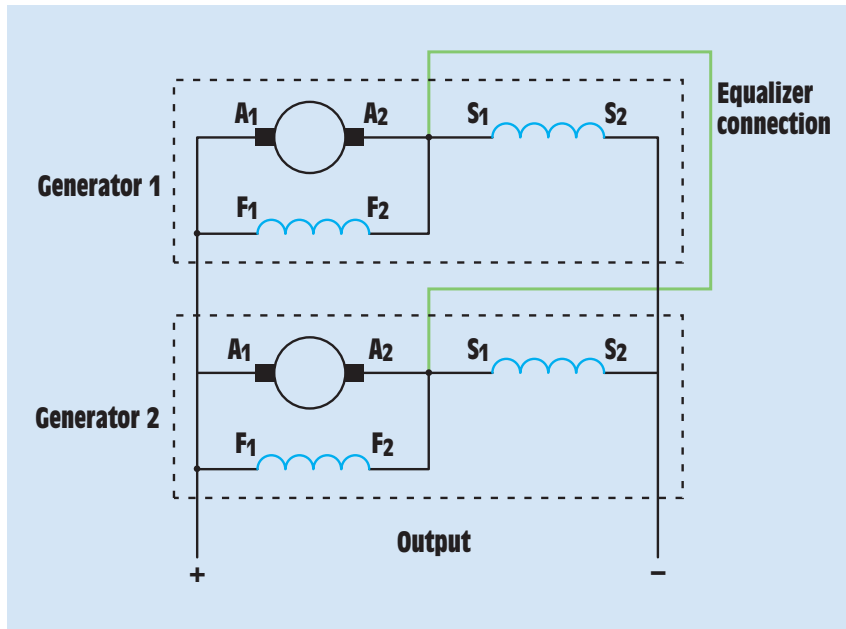 Equalizer
connection
A1 A2 S1 S2
Generator 1
F1 F2
A1 A2 S1 S2
Generator 2
F1 F2
Output
+ −